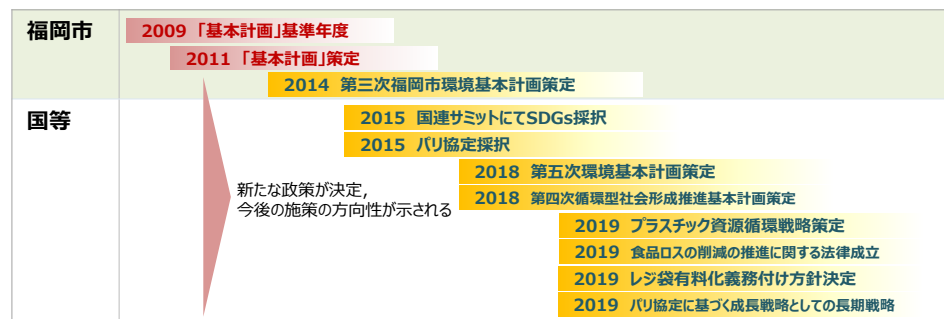 福岡市
2009 「基本計画」基準年度
2011 「基本計画」策定
2014 第三次福岡市環境基本計画策定
国等
2015 国連サミットにてSDGs採択
2015 パリ協定採択
2018 第五次環境基本計画策定
新たな政策が決定,
今後の施策の方向性が示される
2018 第四次循環型社会形成推進基本計画策定
2019 プラスチック資源循環戦略策定
2019 食品ロスの削減の推進に関する法律成立
2019 レジ袋有料化義務付け方針決定
2019 パリ協定に基づく成長戦略としての長期戦略